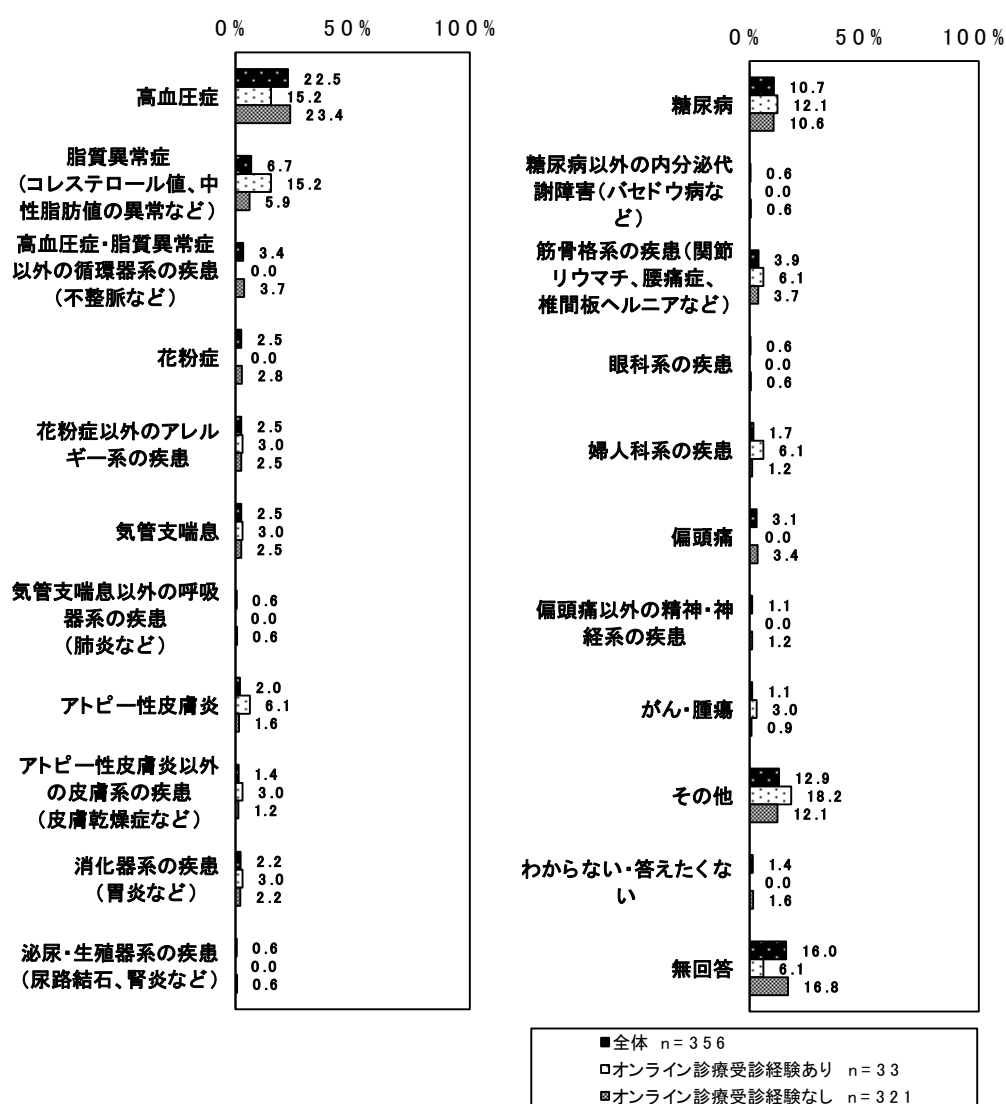 0% 50% 100%
高血圧症
22.5
15.2
23.4
脂質異常症
(コレステロール値、中
性脂肪値の異常など)
6.7
15.2
5.9
高血圧症・脂質異常症
以外の循環器系の疾患
(不整脈など)
3.4
0.0
3.7
花粉症
2.5
0.0
2.8
花粉症以外のアレル
ギー系の疾患
2.5
3.0
2.5
気管支喘息
2.5
3.0
2.5
気管支喘息以外の呼吸
器系の疾患
(肺炎など)
0.6
0.0
0.6
アトピー性皮膚炎
2.0
6.1
1.6
アトピー性皮膚炎以外
の皮膚系の疾患
(皮膚乾燥症など)
1.4
3.0
1.2
消化器系の疾患
(胃炎など)
2.2
3.0
2.2
泌尿・生殖器系の疾患
(尿路結石、腎炎など)
0.6
0.0
0.6
0% 50% 100%
糖尿病
10.7
12.1
10.6
糖尿病以外の内分泌代
謝障害(バセドウ病な
ど)
0.6
0.0
0.6
筋骨格系の疾患(関節
リウマチ、腰痛症、
椎間板ヘルニアなど)
3.9
6.1
3.7
眼科系の疾患
0.6
0.0
0.6
婦人科系の疾患
1.7
6.1
1.2
偏頭痛
3.1
0.0
3.4
偏頭痛以外の精神・神
経系の疾患
1.1
0.0
1.2
がん・腫瘍
1.1
3.0
0.9
その他
12.9
18.2
12.1
わからない・答えたくな
い
1.4
0.0
1.6
無回答
16.0
6.1
16.8
全体 n=356
オンライン診療受診経験あり n=33
オンライン診療受診経験なし n=321